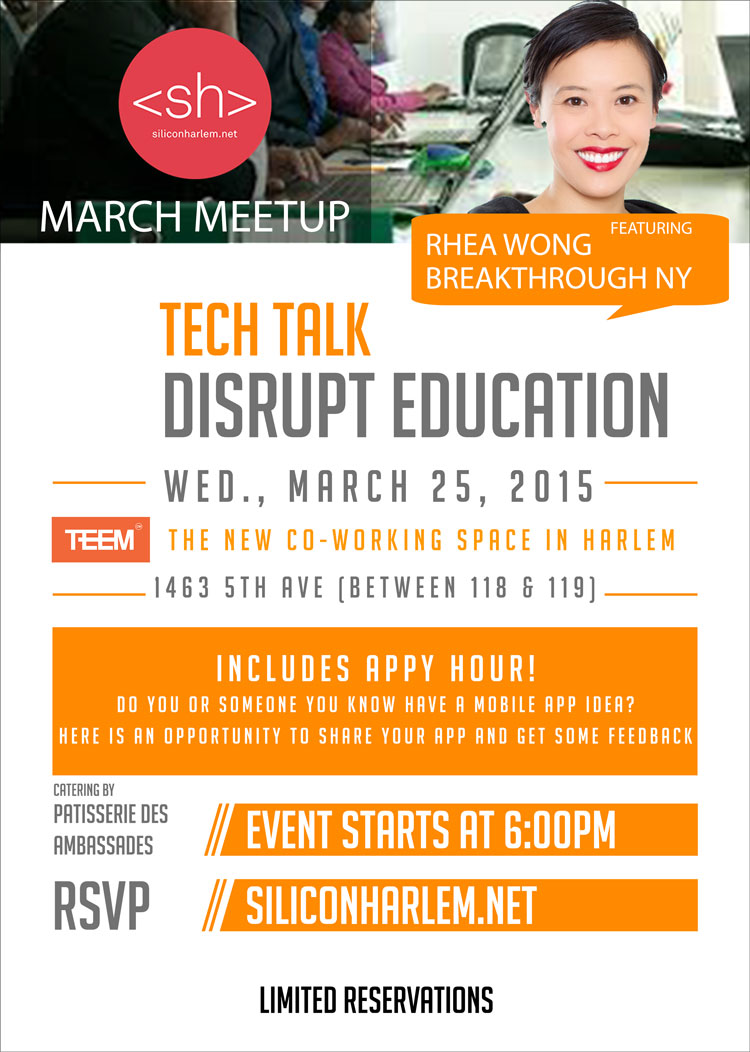 <sh>
siliconharlem.net
MARCH MEETUP
FEATURING
RHEA WONG
BREAKTHROUGH NY
TECH TALK
DISRUPT EDUCATION
WED., MARCH 25, 2015
TEEM THE NEW CO-WORKING SPACE IN HARLEM
1463 5TH AVE (BETWEEN 118 & 119)
INCLUDES APPY HOUR!
DO YOU OR SOMEONE YOU KNOW HAVE A MOBILE APP IDEA?
HERE IS AN OPPORTUNITY TO SHARE YOUR APP AND GET SOME FEEDBACK
CATERING BY
PATISSERIE DES
AMBASSADES
EVENT STARTS AT 6:00PM
RSVP
SILICONHARLEM.NET
LIMITED RESERVATIONS